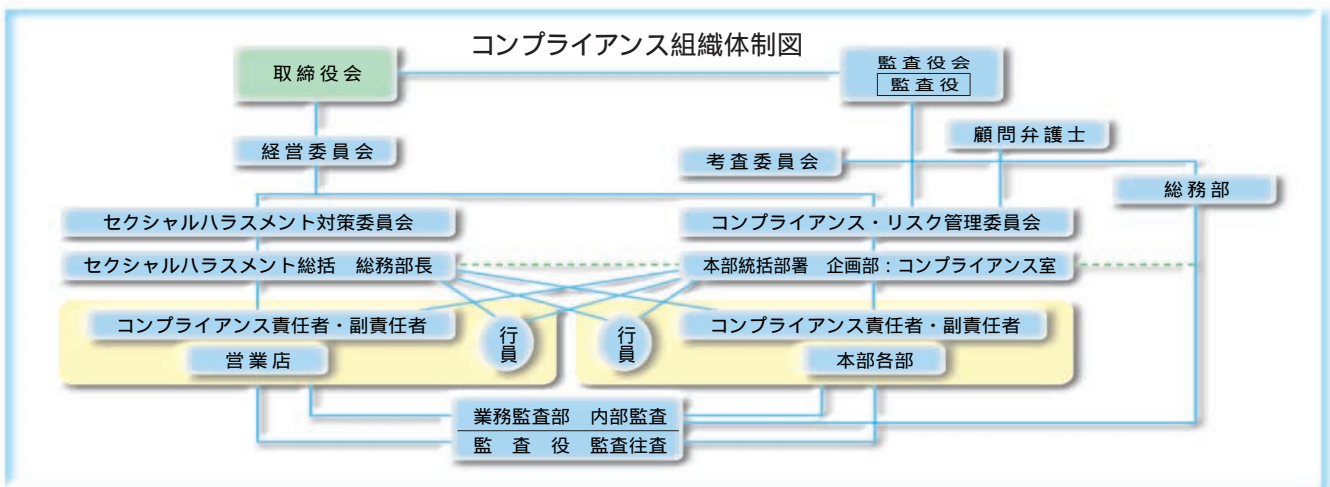 コンプライアンス組織体制図
取締役会
監査役会
監査役
顧問弁護士
経営委員会
考査委員会
総務部
セクシャルハラスメント対策委員会
コンプライアンス・リスク管理委員会
セクシャルハラスメント総括 総務部長
本部統括部署 企画部:コンプライアンス室
コンプライアンス責任者・副責任者
行員
行員
コンプライアンス責任者・副責任者
営業店
本部各部
業務監査部 内部監査
監査役 監査往査